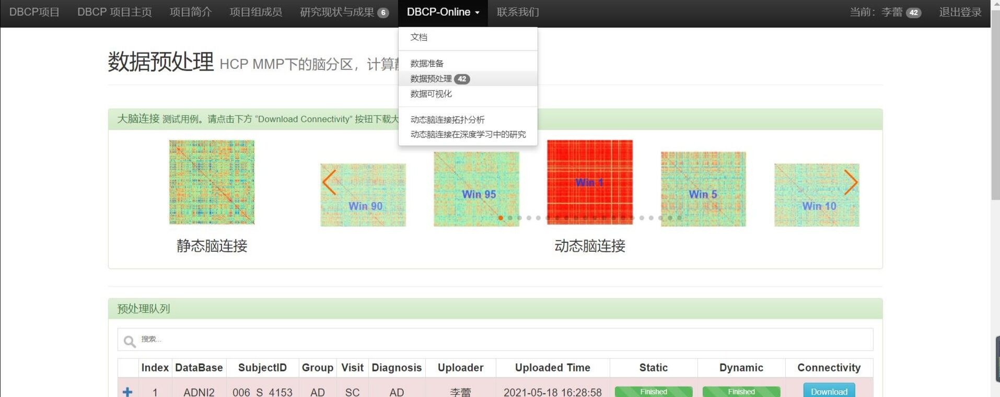 DBCP项目 DBCP 项目主页 项目简介 项目组成员 研究现状与成果 6 DBCP-Online 联系我们 当前：李蕾 42 退出登录
文档
数据准备
数据预处理 42
数据可视化
动态脑连接拓扑分析
动态脑连接在深度学习中的研究
数据预处理 HCP MMP下的脑分区，计算
大脑连接 测试用例。请点击下方 “Download Connectivity” 按钮下载大
Win 90
Win 95
Win 1
Win 5
Win 10
静态脑连接
动态脑连接
预处理队列
搜索...
Index DataBase SubjectID Group Visit Diagnosis Uploader Uploaded Time Static Dynamic Connectivity
1 ADNI2 006_S_4153 AD SC AD 李蕾 2021-05-18 16:28:58 Finished Finished Download